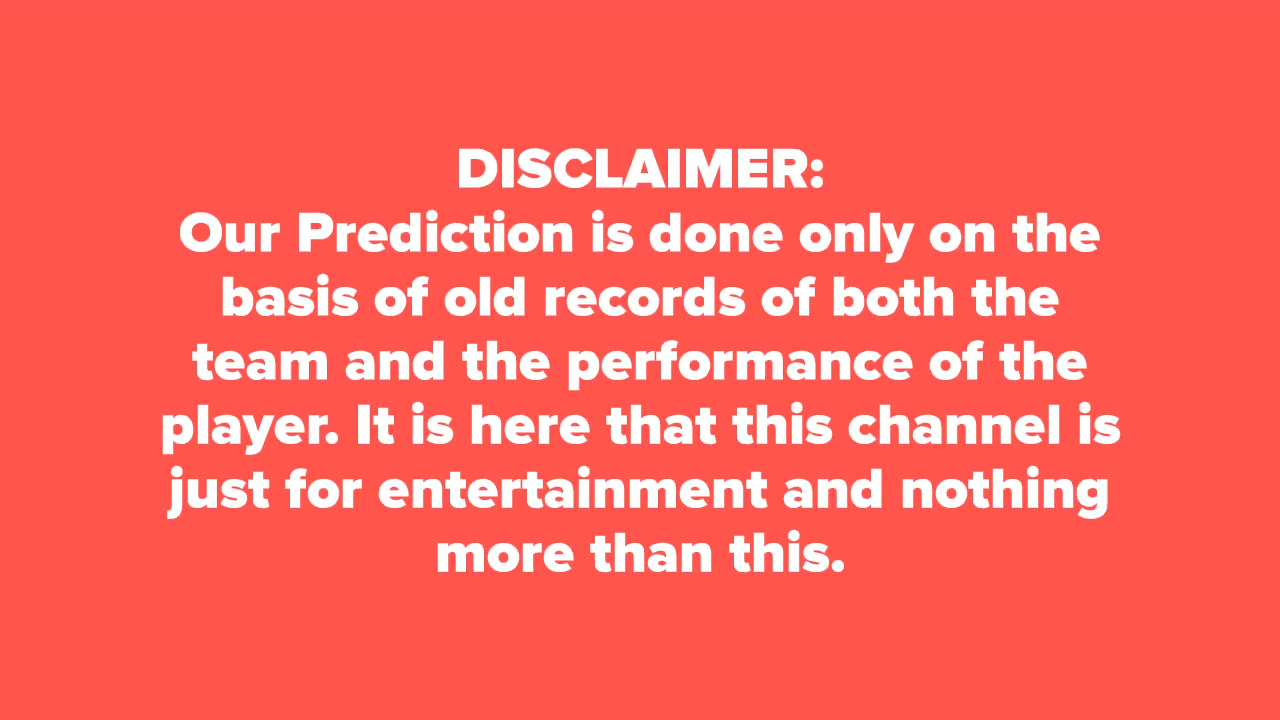 DISCLAIMER:
Our Prediction is done only on the
basis of old records of both the
team and the performance of the
player. It is here that this channel is
just for entertainment and nothing
more than this.